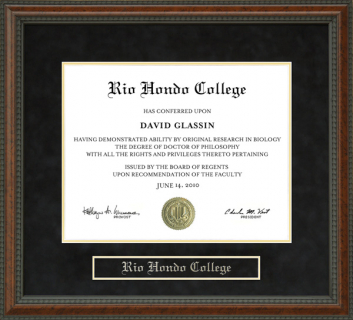 Rio Hondo College
HAS CONFERRED UPON
DAVID GLASSIN
HAVING DEMONSTRATED ABILITY BY ORIGINAL RESEARCH IN BIOLOGY
THE DEGREE OF DOCTOR OF PHILOSOPHY
WITH ALL THE RIGHTS AND PRIVILEGES THERETO PERTAINING
ISSUED BY THE BOARD OF REGENTS
UPON RECOMMENDATION OF THE FACULTY
JUNE 14, 2010
PROVOST
PRESIDENT
Rio Hondo College